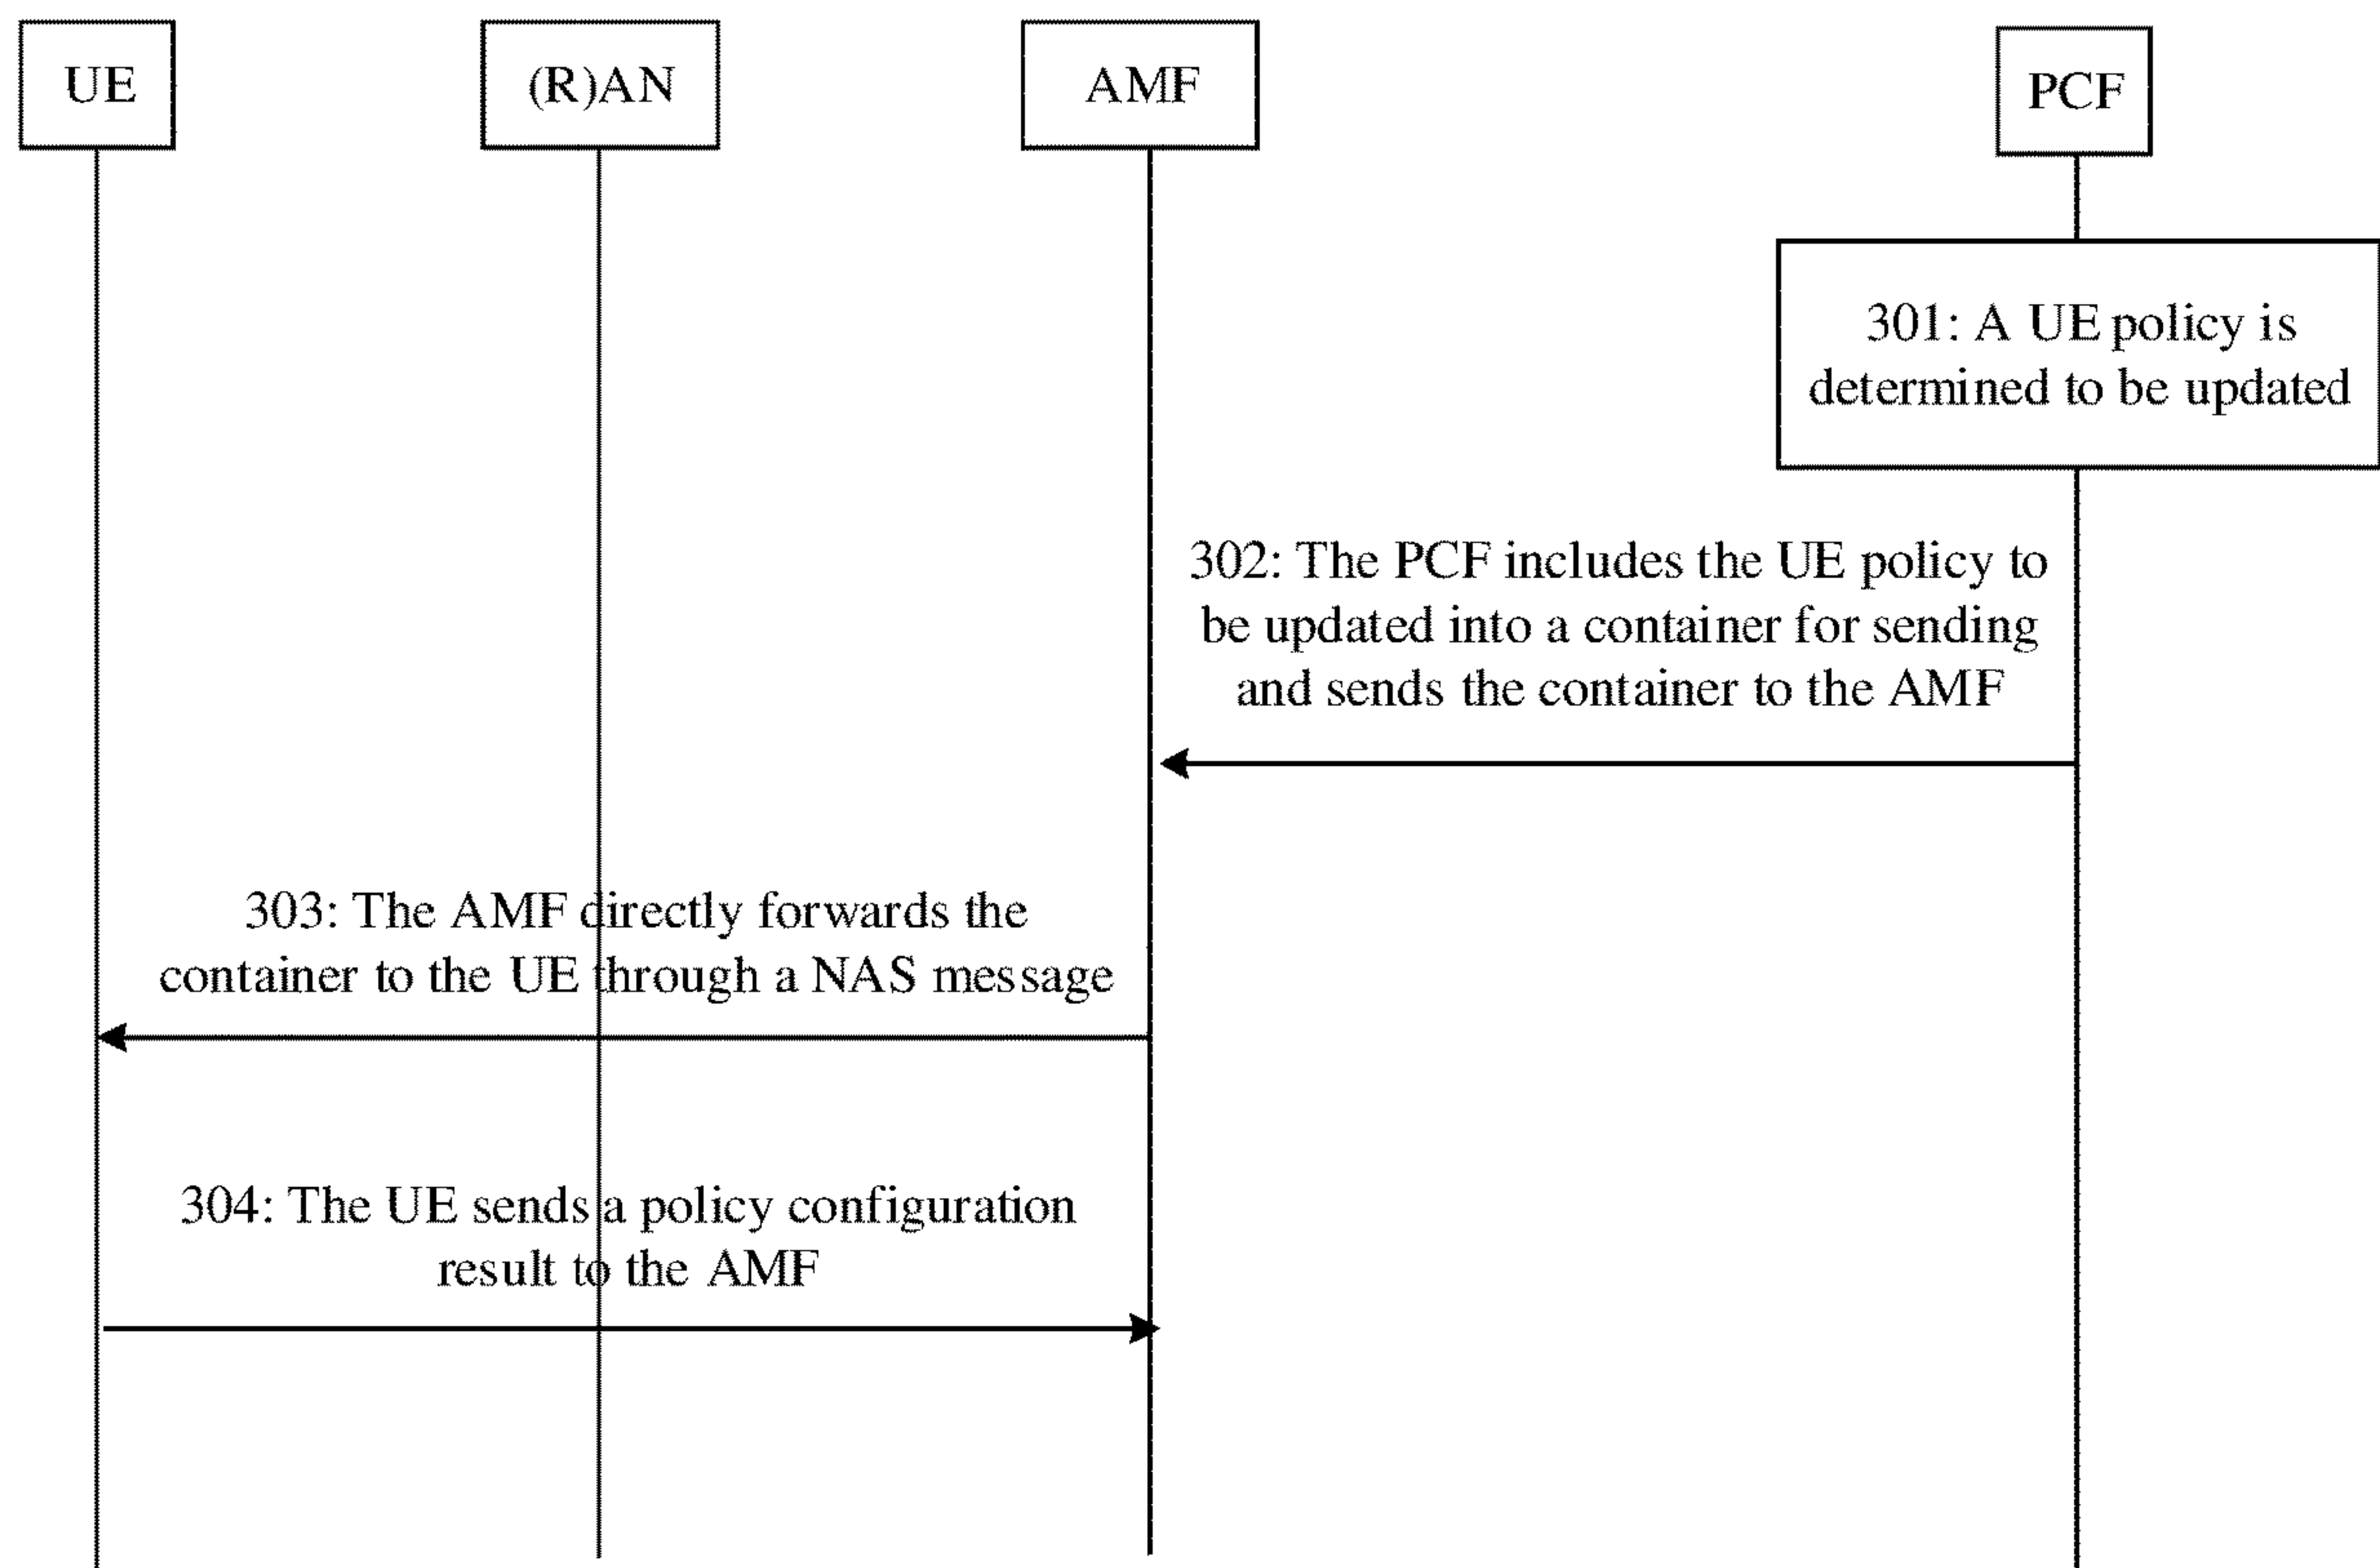 UE
(R)AN
AMF
PCF
301: A UE policy is
determined to be updated
302: The PCF includes the UE policy to
be updated into a container for sending
and sends the container to the AMF
303: The AMF directly forwards the
container to the UE through a NAS message
304: The UE sends a policy configuration
result to the AMF